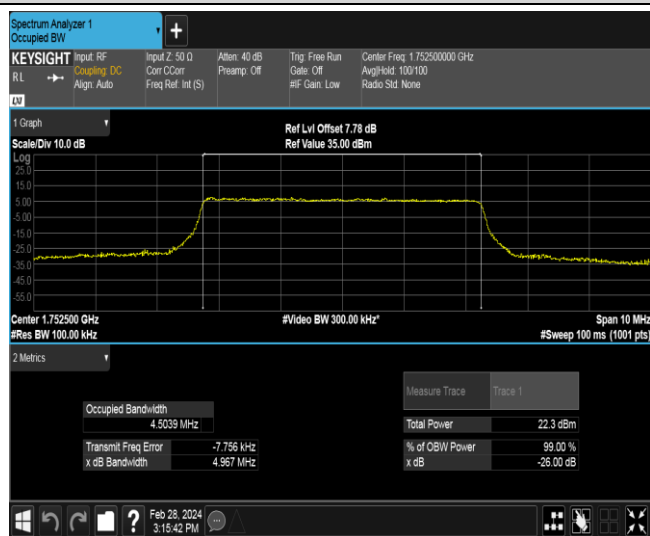 Spectrum Analyzer 1
Occupied BW
+
KEYSIGHT Input: RF Input Z: 50 Ω Atten: 40 dB Trig: Free Run Center Freq: 1.752500000 GHz
RL Coupling: DC Corr CCorr Preamp: Off Gate: Off Avg|Hold: 100/100
Align: Auto Freq Ref: Int (S) #IF Gain: Low Radio Std: None
LXI
1 Graph
Ref Lvl Offset 7.78 dB
Scale/Div 10.0 dB Ref Value 35.00 dBm
Log
25.0
15.0
5.00
-5.00
-15.0
-25.0
-35.0
-45.0
-55.0
Center 1.752500 GHz #Video BW 300.00 kHz* Span 10 MHz
#Res BW 100.00 kHz #Sweep 100 ms (1001 pts)
2 Metrics
Measure Trace Trace 1
Occupied Bandwidth
4.5039 MHz Total Power 22.3 dBm
Transmit Freq Error -7.756 kHz % of OBW Power 99.00 %
x dB Bandwidth 4.967 MHz x dB -26.00 dB
? Feb 28, 2024
3:15:42 PM